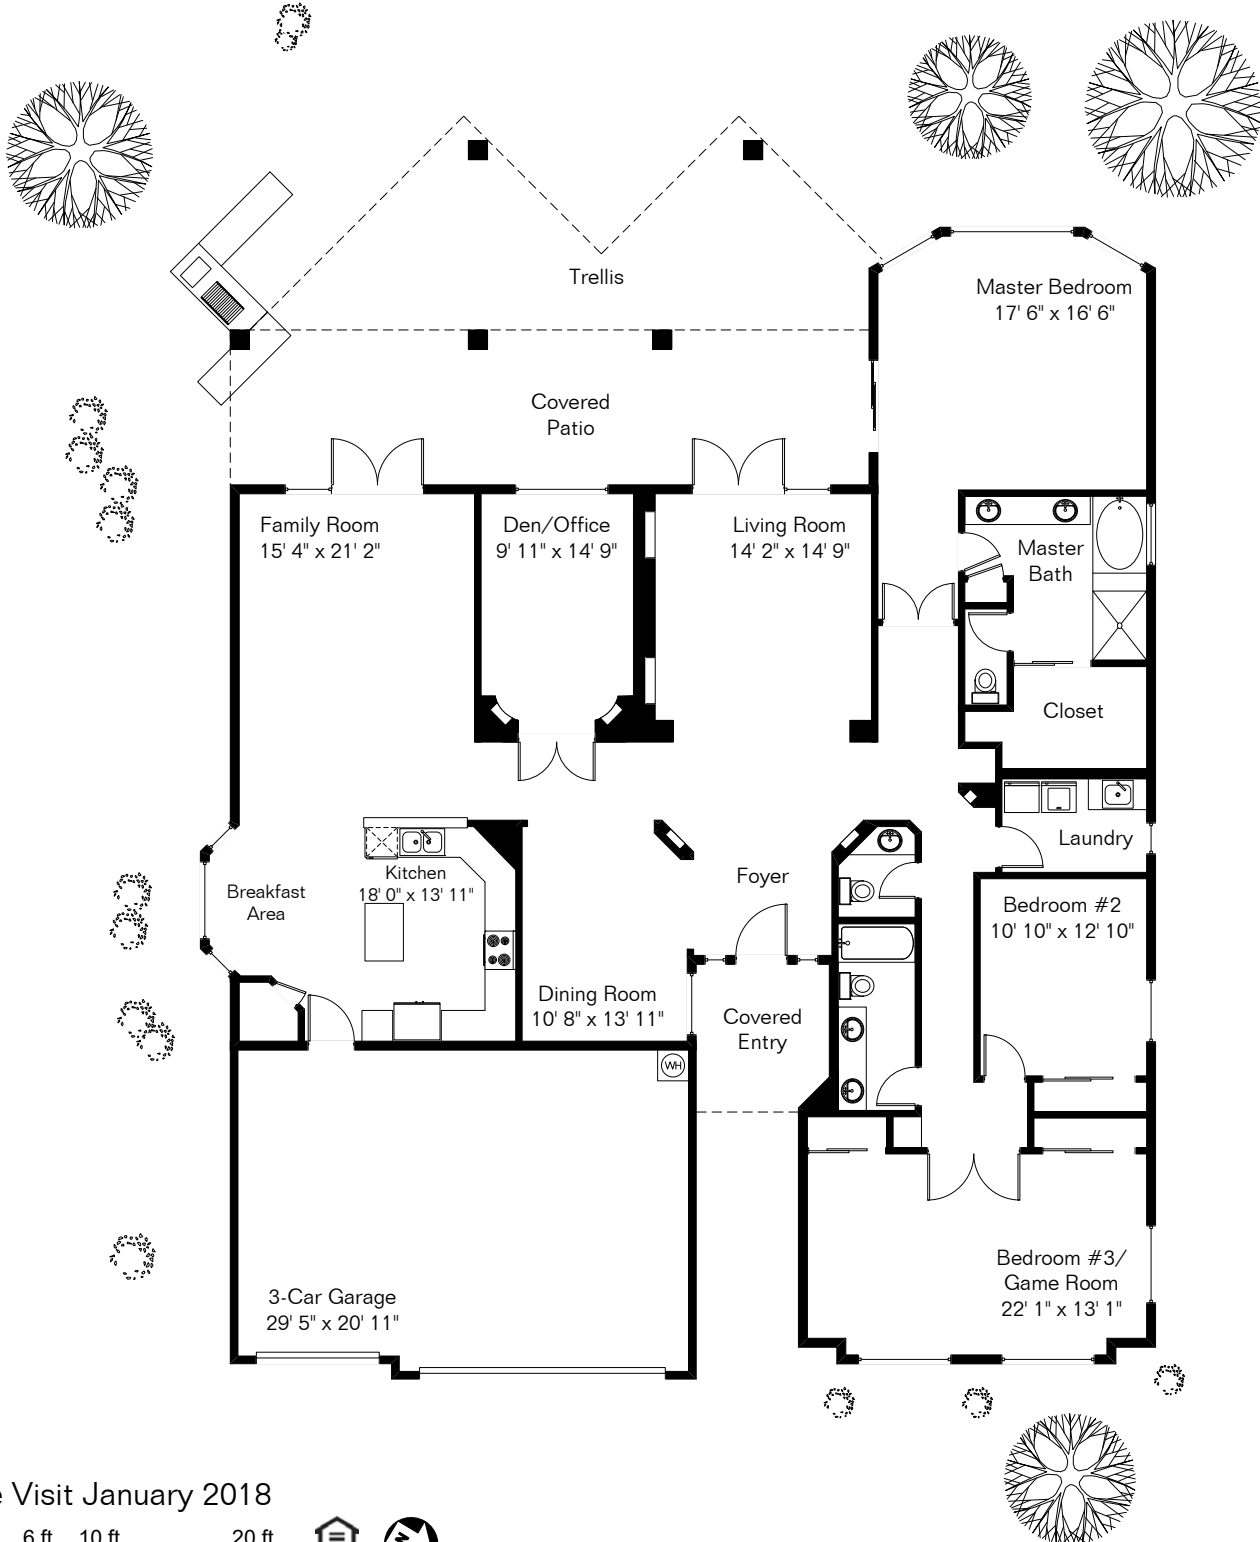 Trellis
Master Bedroom
17' 6" x 16' 6"
Covered
Patio
Family Room
15' 4" x 21' 2"
Den/Office
9' 11" x 14' 9"
Living Room
14' 2" x 14' 9"
Master
Bath
Closet
Laundry
Kitchen
18' 0" x 13' 11"
Breakfast
Area
Foyer
Bedroom #2
10' 10" x 12' 10"
Dining Room
10' 8" x 13' 11"
Covered
Entry
WH
Bedroom #3/
Game Room
22' 1" x 13' 1"
3-Car Garage
29' 5" x 20' 11"
Visit January 2018
6 ft 10 ft 20 ft